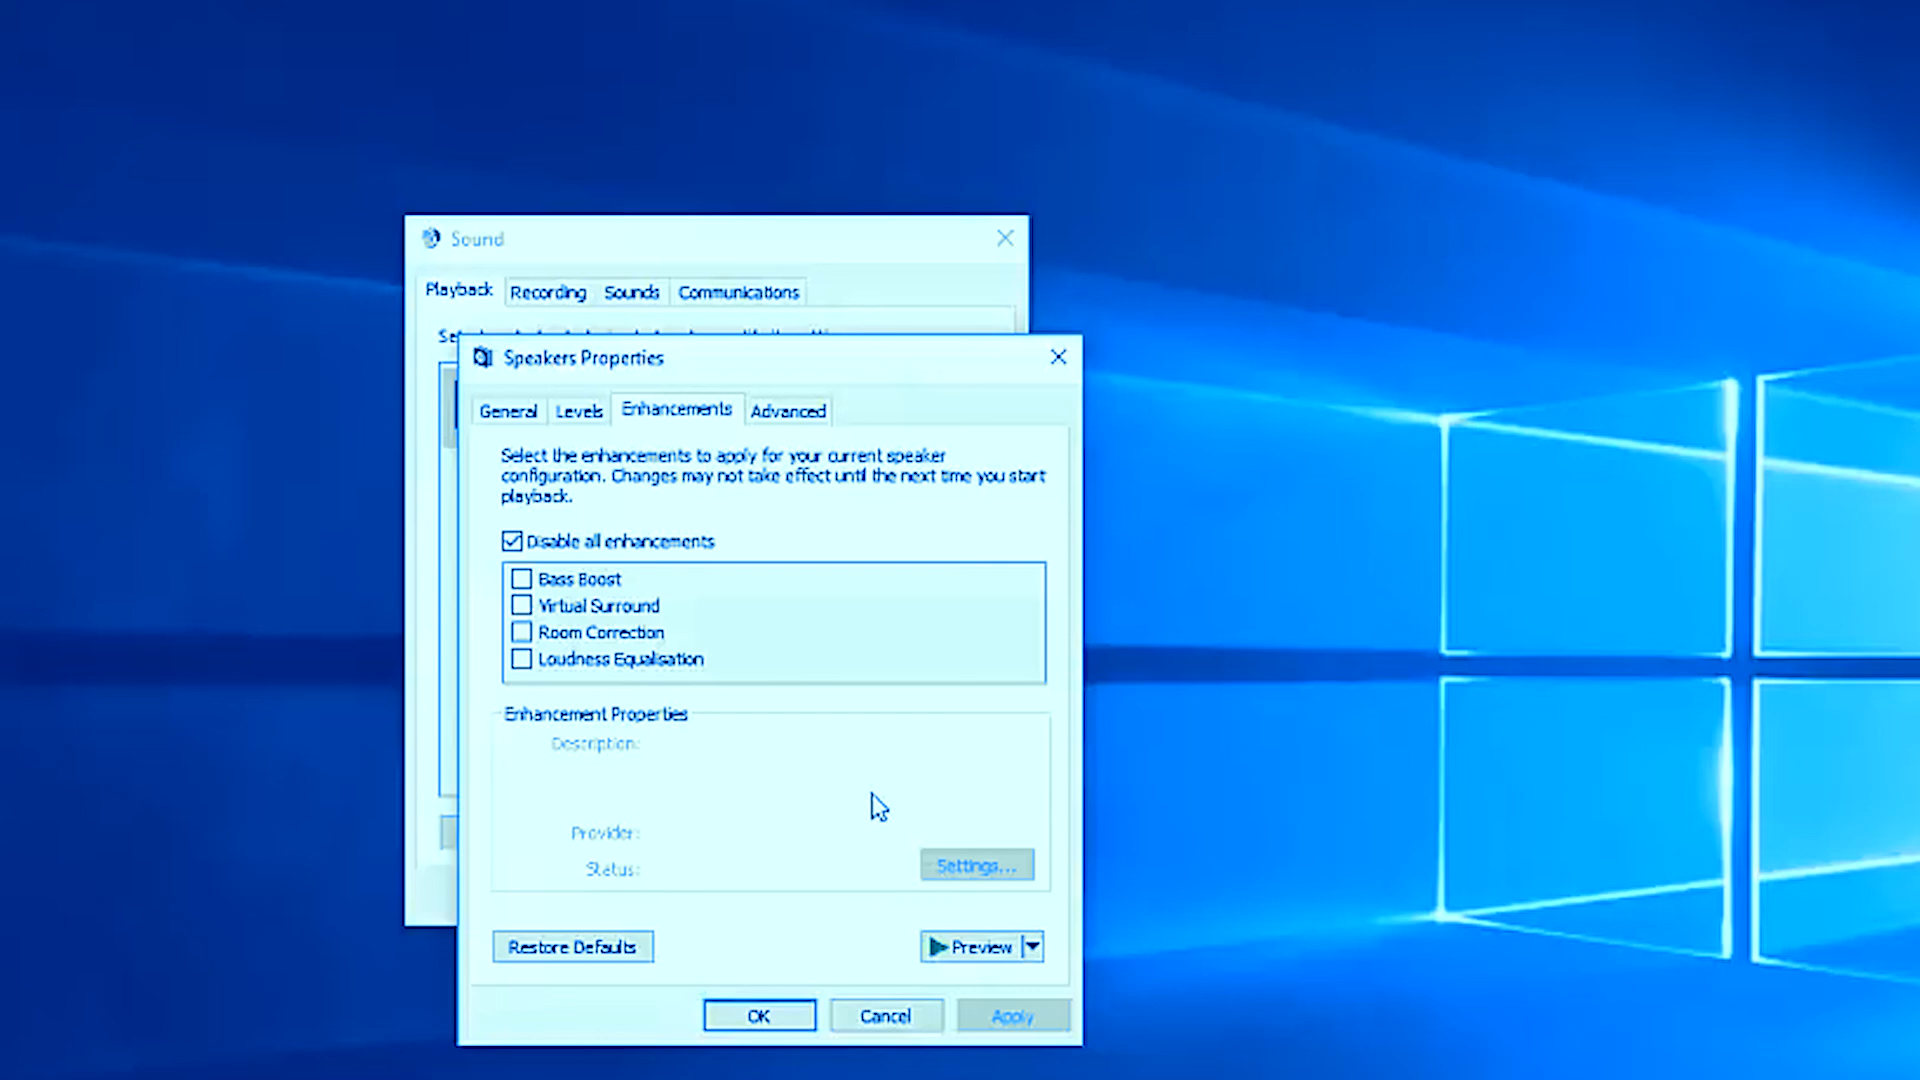 Sound
Playback Recording Sounds Communications
Speakers Properties
General Levels Enhancements Advanced
Select the enhancements to apply for your current speaker
configuration. Changes may not take effect until the next time you start
playback.
Disable all enhancements
Bass Boost
Virtual Surround
Room Correction
Loudness Equalisation
Enhancement Properties
Description:
Provider:
Status:
Settings...
Restore Defaults
Preview
OK Cancel Apply